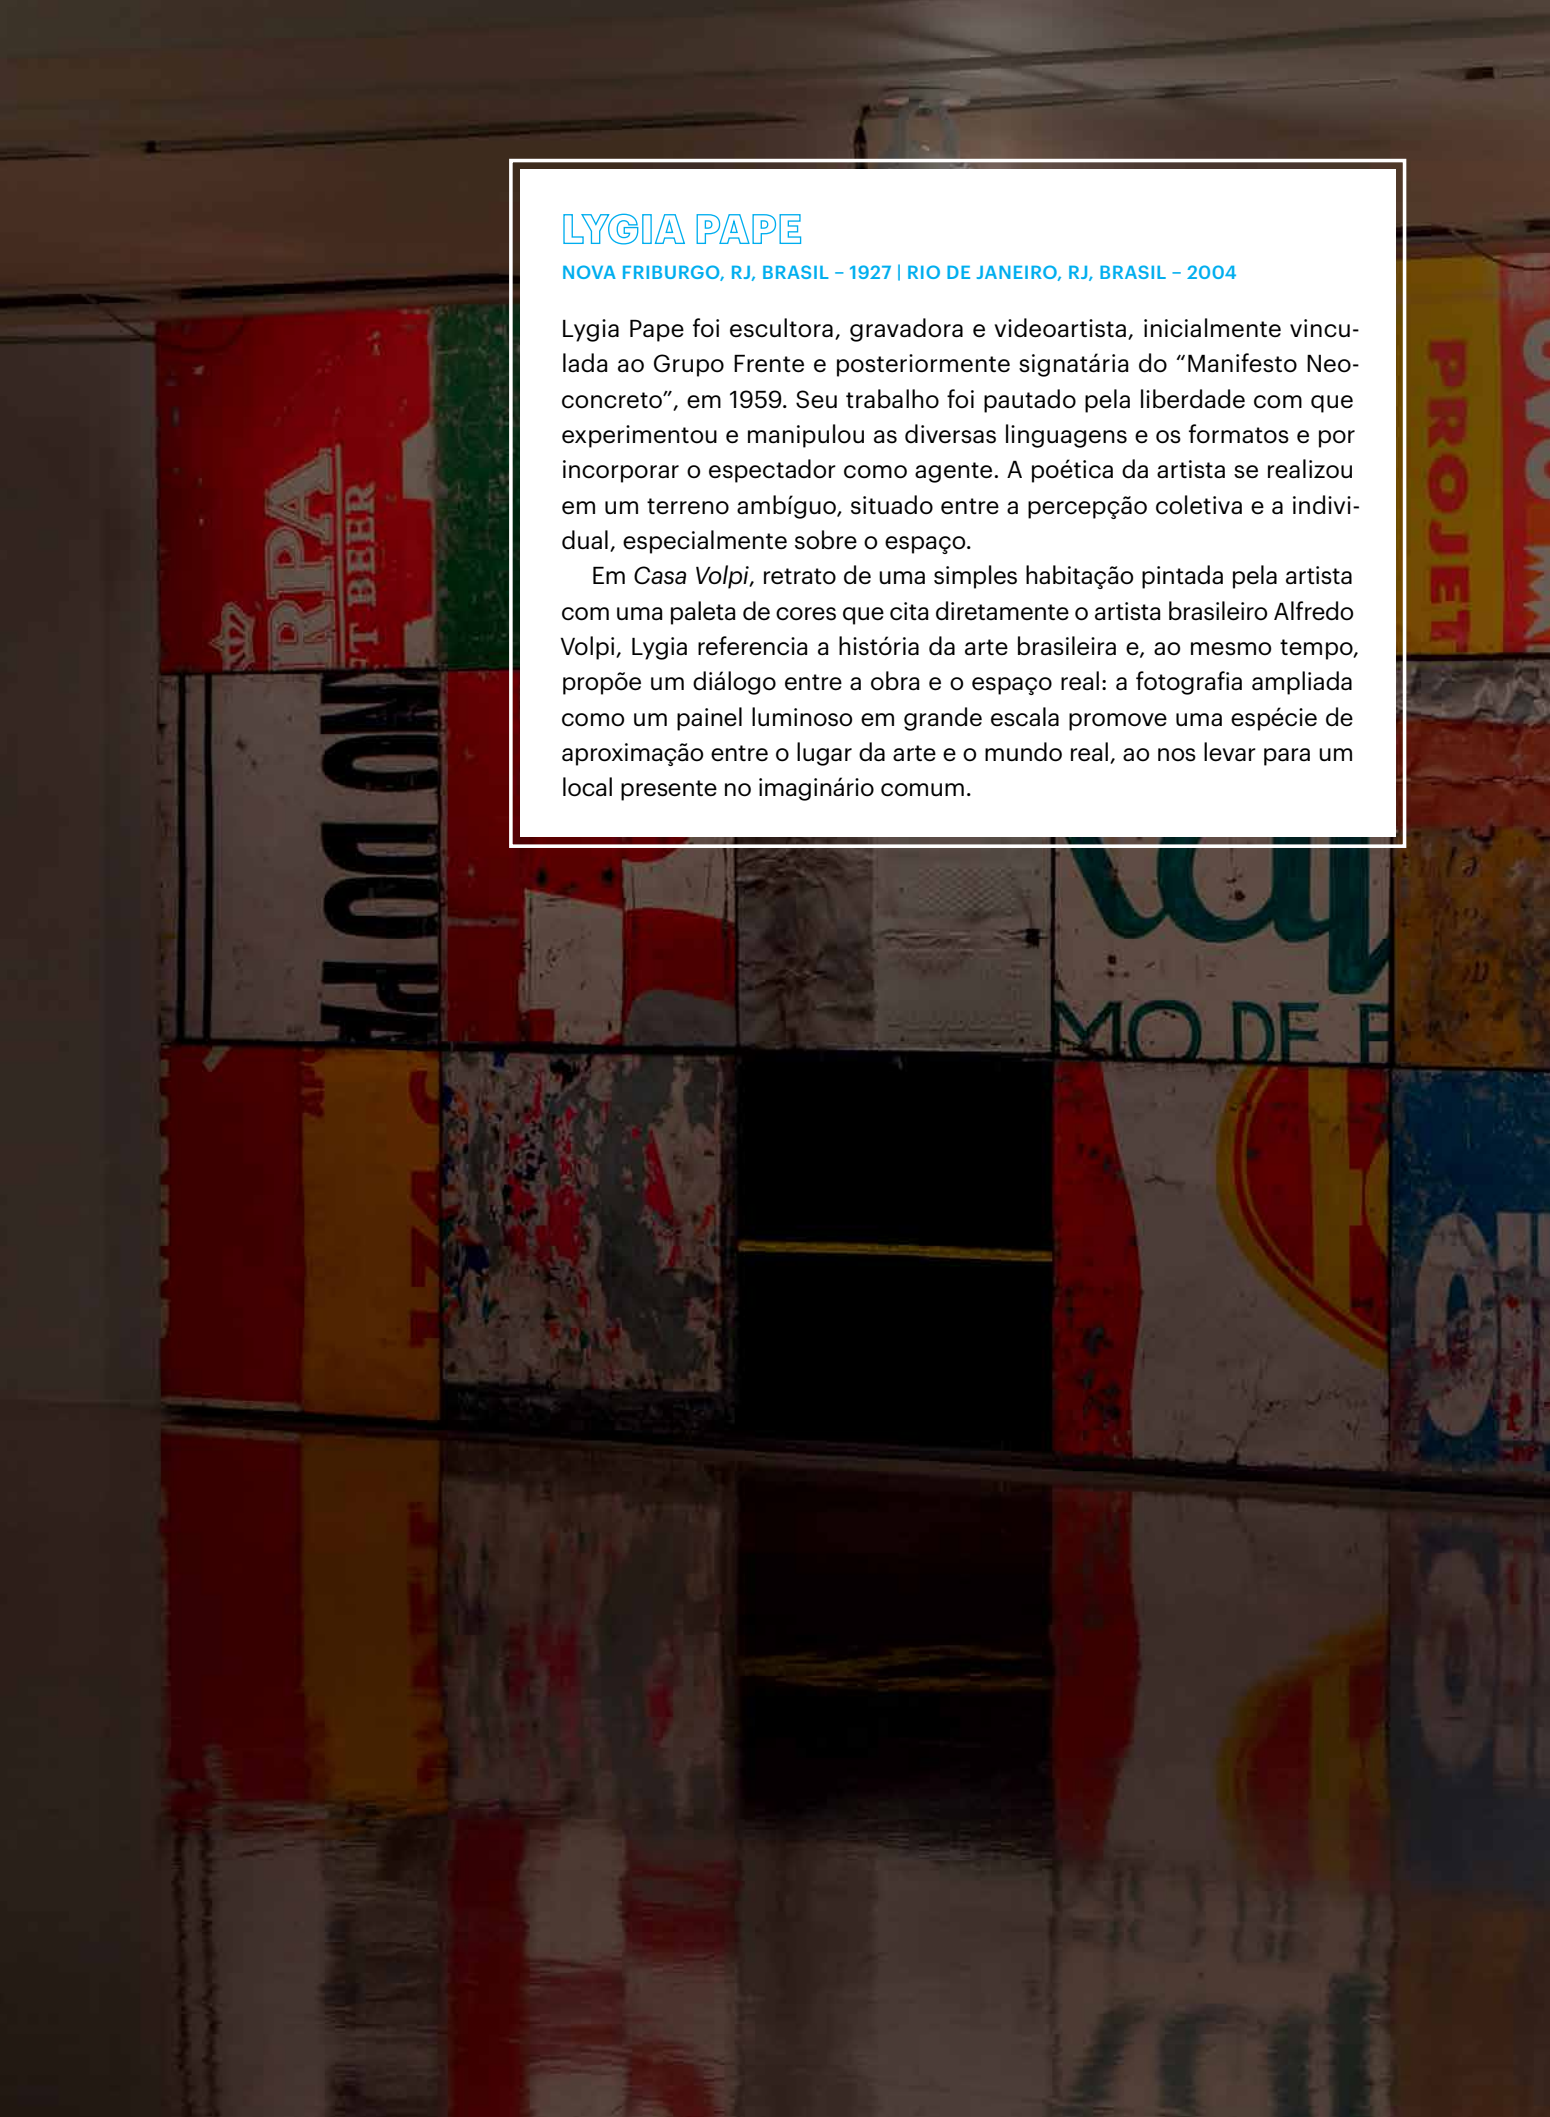 LYGIA PAPE
NOVA FRIBURGO, RJ, BRASIL – 1927 | RIO DE JANEIRO, RJ, BRASIL – 2004
Lygia Pape foi escultora, gravadora e videoartista, inicialmente vincu-
lada ao Grupo Frente e posteriormente signatária do “Manifesto Neo-
concreto”, em 1959. Seu trabalho foi pautado pela liberdade com que
experimentou e manipulou as diversas linguagens e os formatos e por
incorporar o espectador como agente. A poética da artista se realizou
em um terreno ambíguo, situado entre a percepção coletiva e a indivi-
dual, especialmente sobre o espaço.
Em Casa Volpi, retrato de uma simples habitação pintada pela artista
com uma paleta de cores que cita diretamente o artista brasileiro Alfredo
Volpi, Lygia referencia a história da arte brasileira e, ao mesmo tempo,
propõe um diálogo entre a obra e o espaço real: a fotografia ampliada
como um painel luminoso em grande escala promove uma espécie de
aproximação entre o lugar da arte e o mundo real, ao nos levar para um
local presente no imaginário comum.
RPA
ET BEER
PROJET
NO DO PA
MO DE